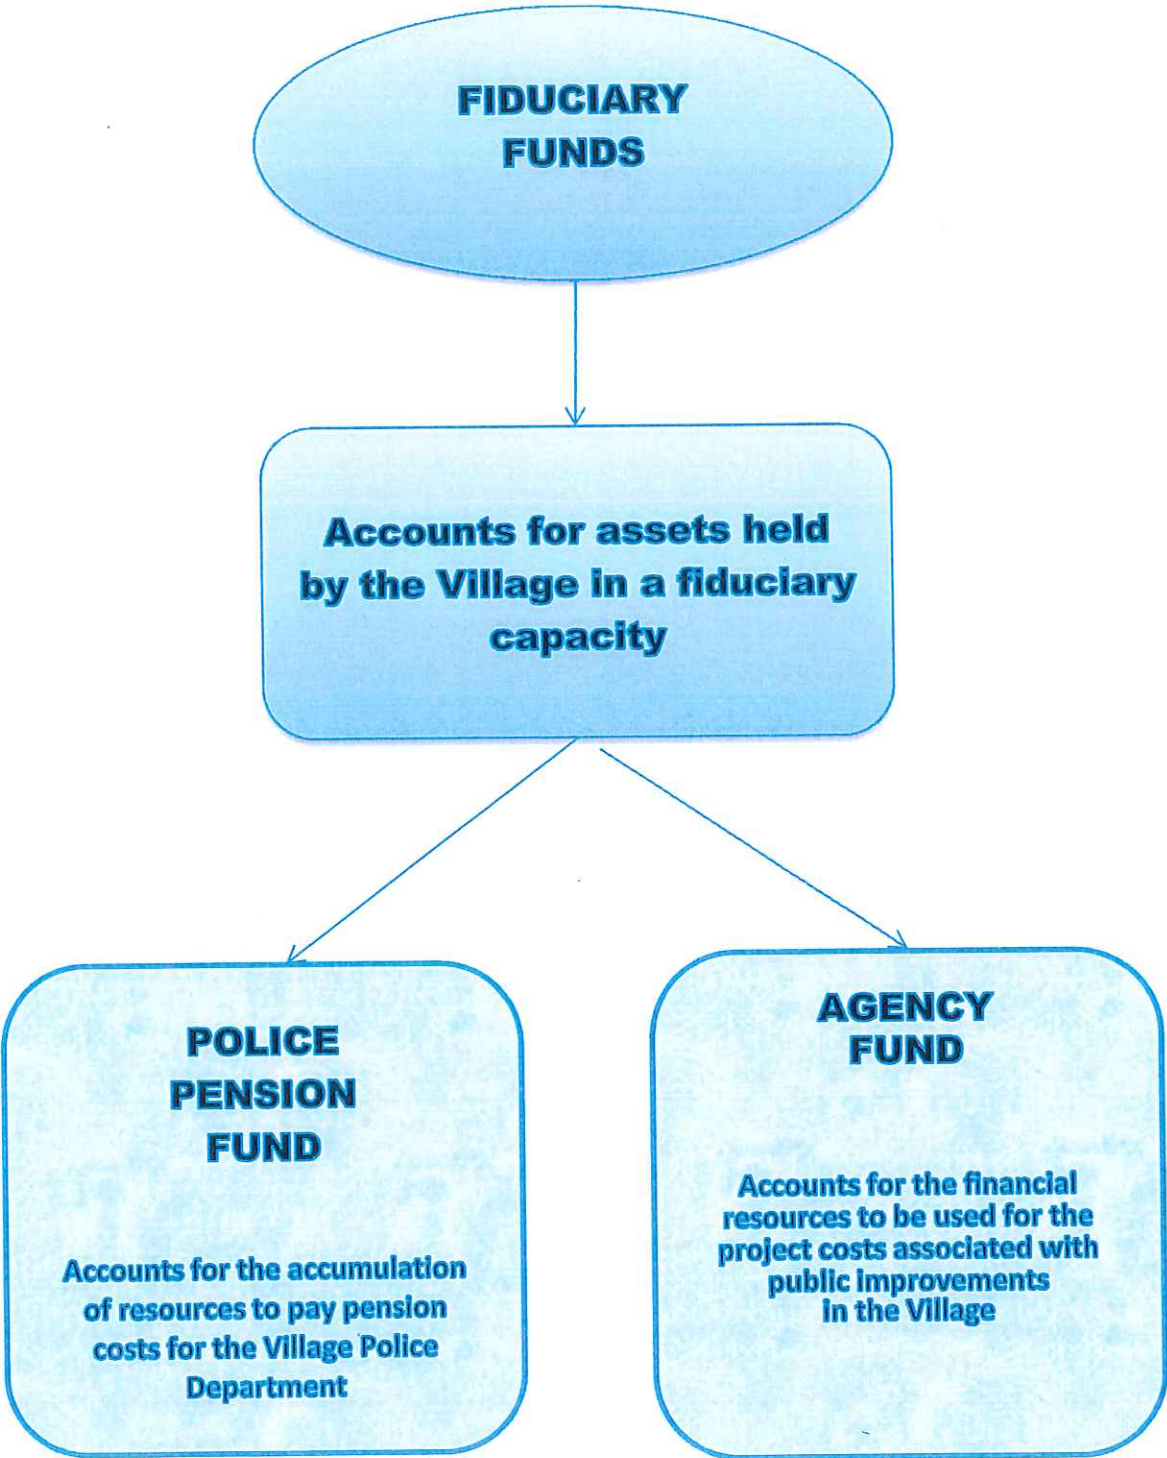 FIDUCIARY
FUNDS
Accounts for assets held
by the Village in a fiduciary
capacity
POLICE
PENSION
FUND
Accounts for the accumulation
of resources to pay pension
costs for the Village Police
Department
AGENCY
FUND
Accounts for the financial
resources to be used for the
project costs associated with
public improvements
in the Village